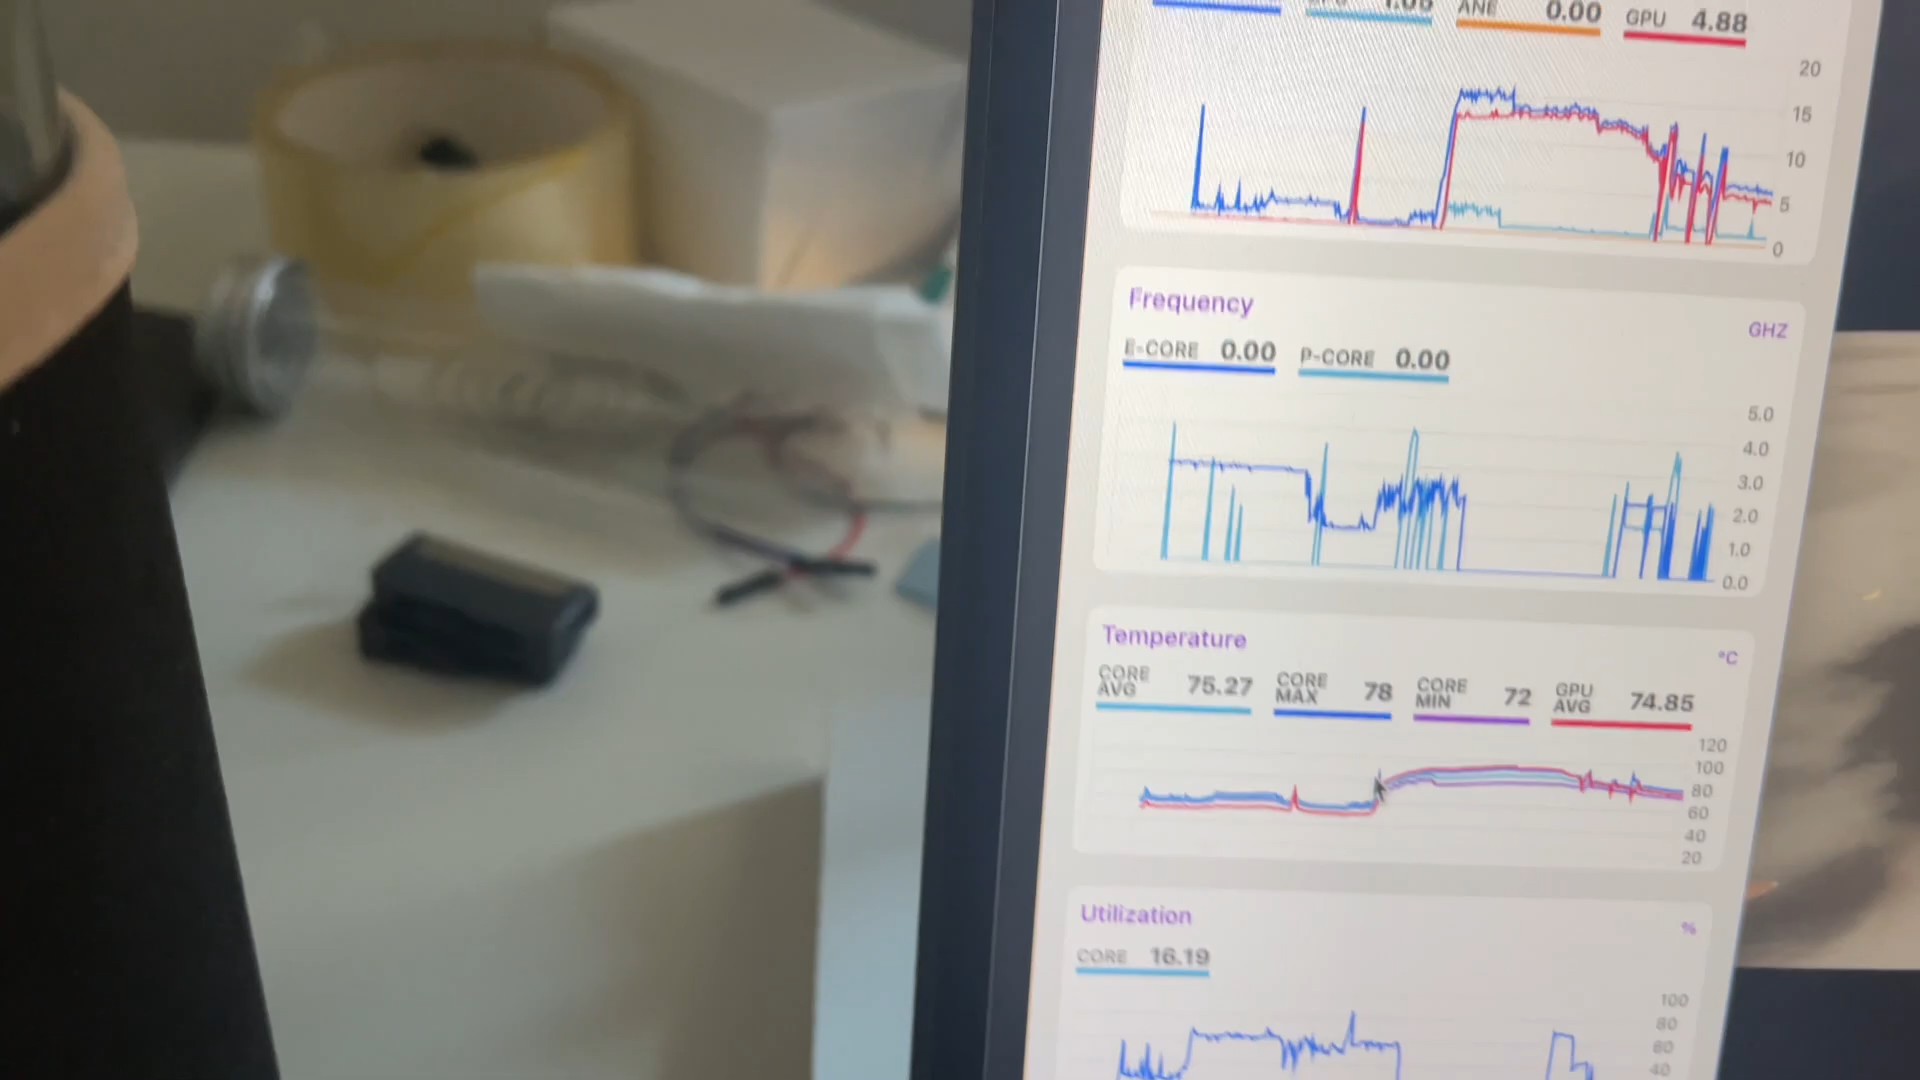 ANE 0.00 GPU 4.88
20
15
10
5
0
Frequency
GHZ
E-CORE 0.00 P-CORE 0.00
5.0
4.0
3.0
2.0
1.0
0.0
Temperature
°C
CORE AVG 75.27 CORE MAX 78 CORE MIN 72 GPU AVG 74.85
120
100
80
60
40
20
Utilization
%
CORE 16.19
100
80
60
40